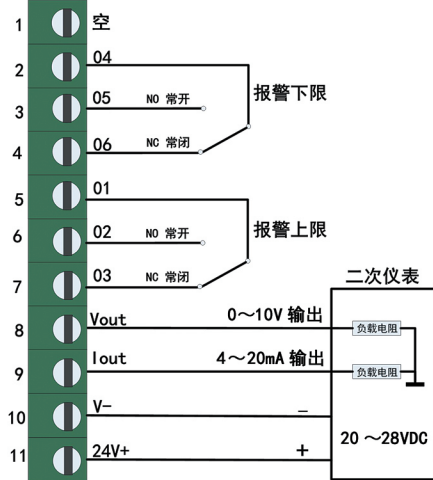 1 空
2 04
报警下限
3 05 NO 常开
4 06 NC 常闭
5 01
报警上限
6 02 NO 常开
7 03 NC 常闭
二次仪表
8 Vout 0～10V 输出 负载电阻
9 Iout 4～20mA 输出 负载电阻
10 V- −
20 ～28VDC
11 24V+ +